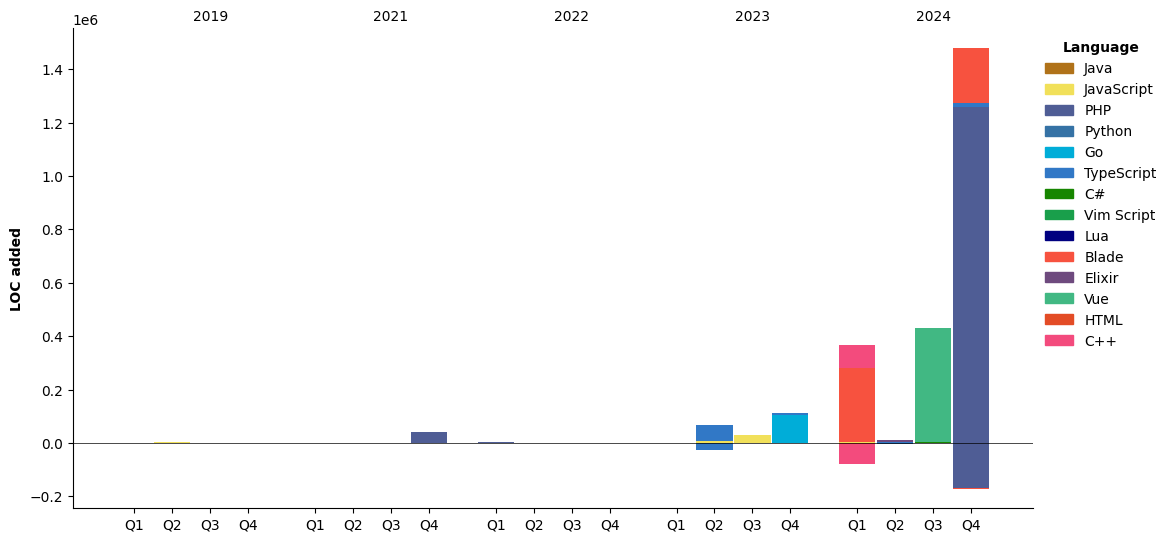 2019 2021 2022 2023 2024
1e6
Language
Java
JavaScript
PHP
Python
Go
TypeScript
C#
Vim Script
Lua
Blade
Elixir
Vue
HTML
C++
LOC added
1.4
1.2
1.0
0.8
0.6
0.4
0.2
0.0
−0.2
Q1 Q2 Q3 Q4 Q1 Q2 Q3 Q4 Q1 Q2 Q3 Q4 Q1 Q2 Q3 Q4 Q1 Q2 Q3 Q4